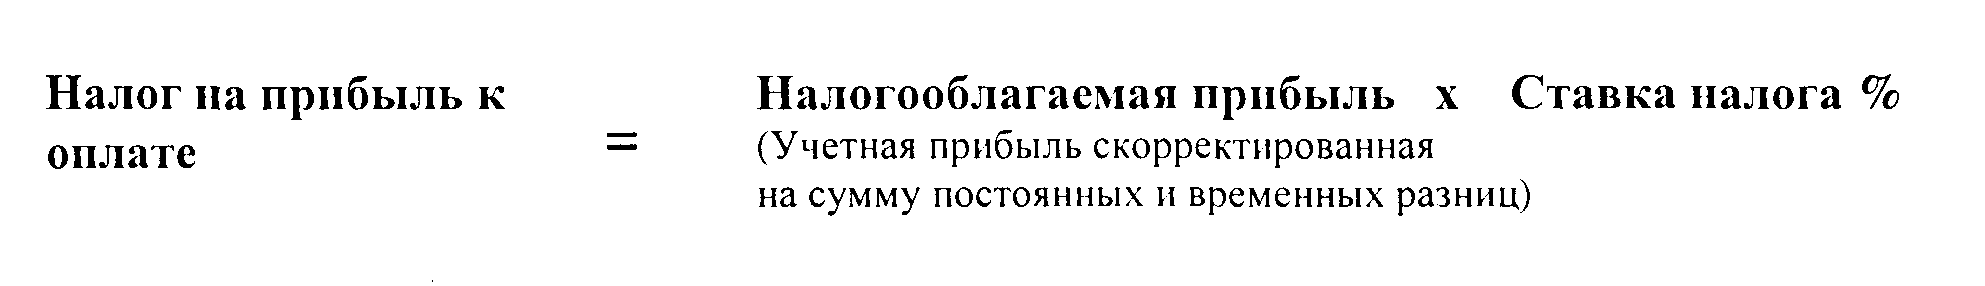 Налог на прибыль к оплате = Налогооблагаемая прибыль х Ставка налога %
(Учетная прибыль скорректированная
на сумму постоянных и временных разниц)